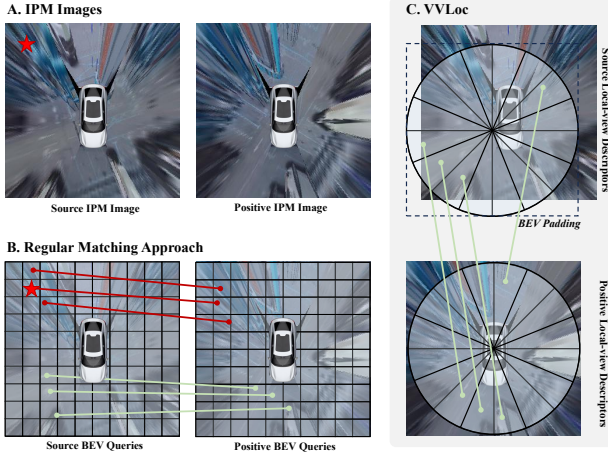 A. IPM Images
Source IPM Image
Positive IPM Image
B. Regular Matching Approach
Source BEV Queries
Positive BEV Queries
C. VVLoc
Source Local-view Descriptors
BEV Padding
Positive Local-view Descriptors